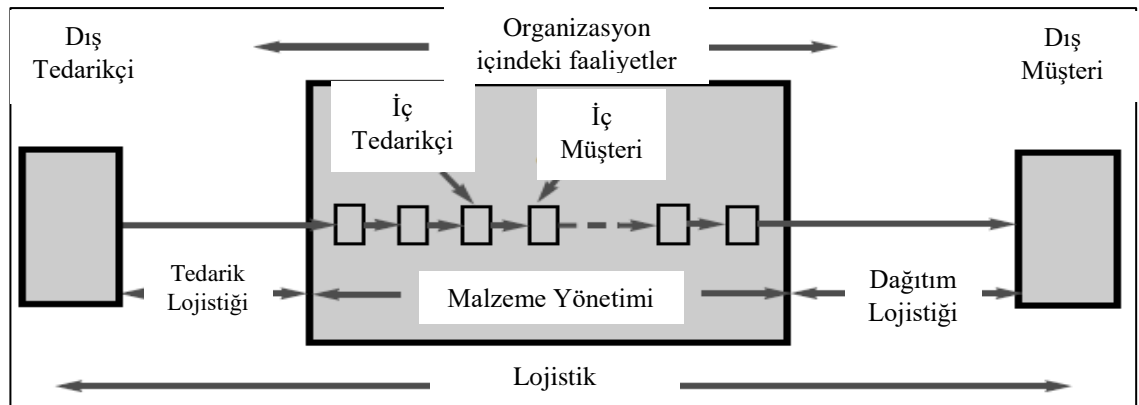 Dış
Tedarikçi
Organizasyon
içindeki faaliyetler
Dış
Müşteri
İç
Tedarikçi
İç
Müşteri
Tedarik
Lojistiği
Malzeme Yönetimi
Dağıtım
Lojistiği
Lojistik